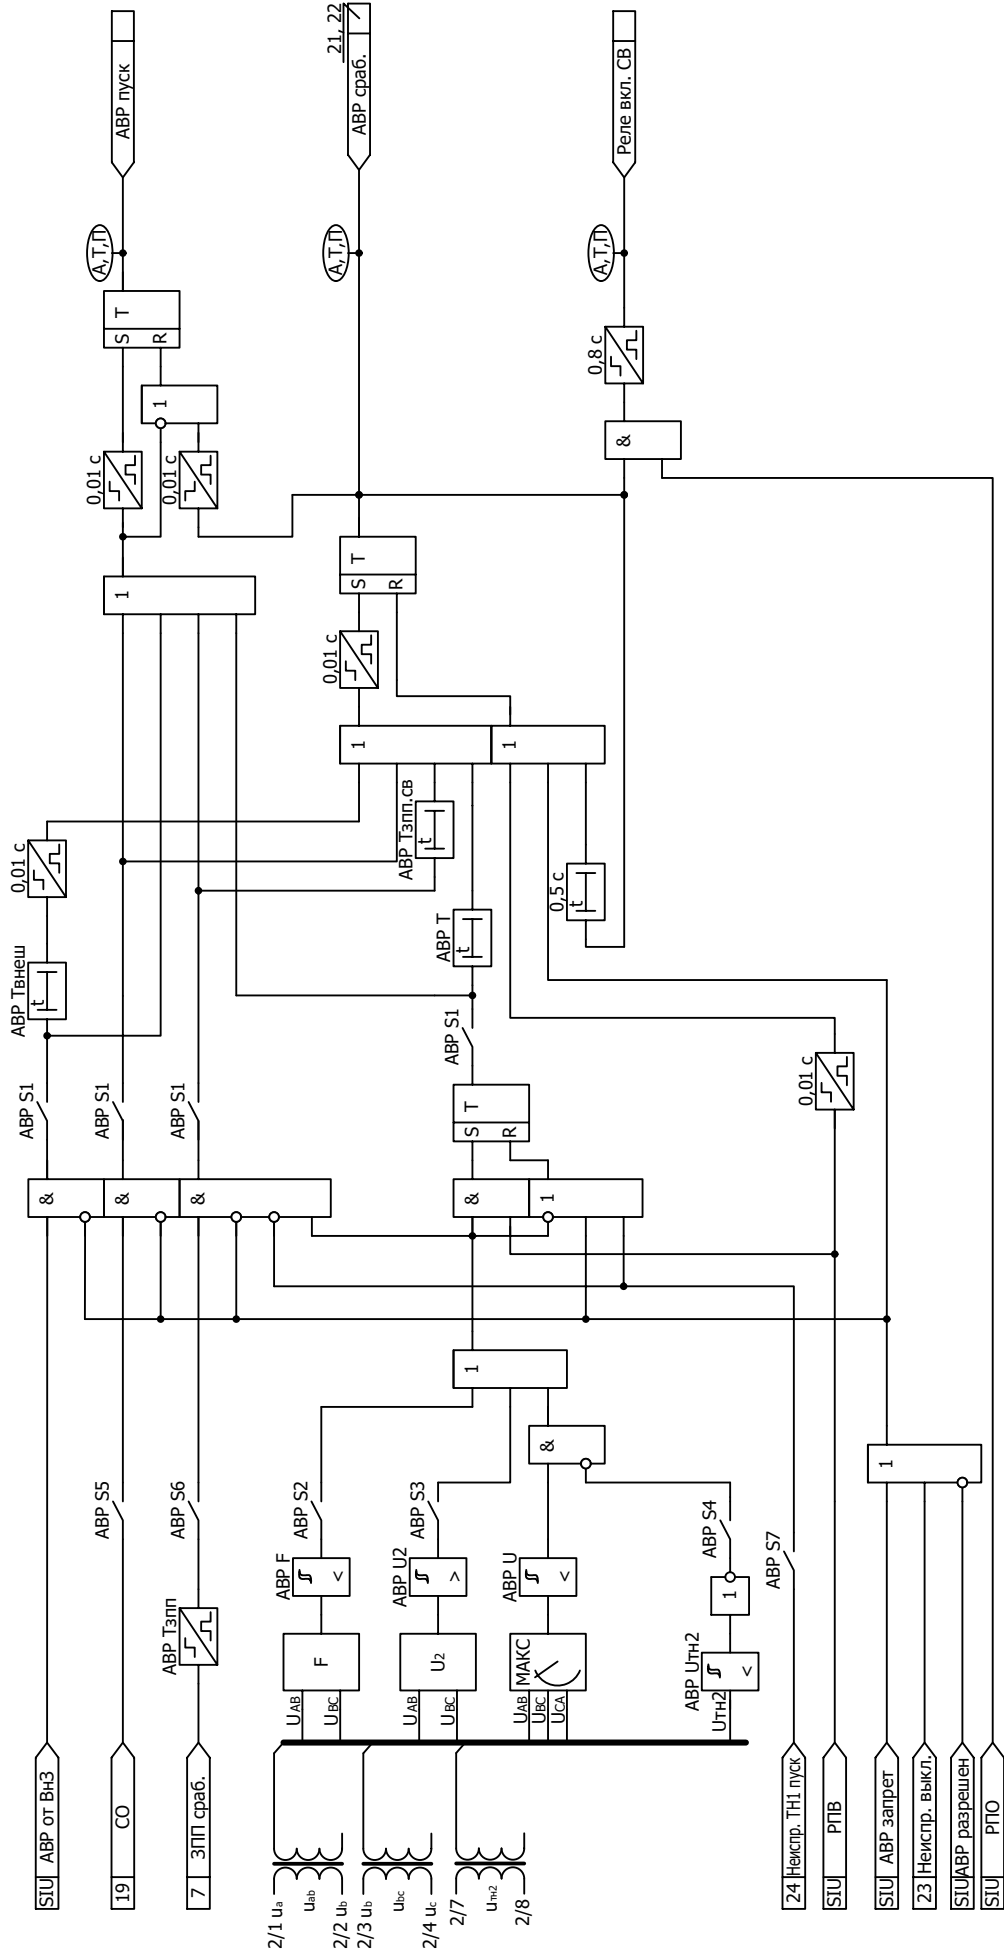 АВР пуск
21, 22
АВР сраб.
Реле вкл. СВ
А,Т,П
А,Т,П
А,Т,П
T
S
R
0,8 с
1
&
0,01 с
0,01 с
T
S
R
1
0,01 с
1
1
АВР Тзпп.св
t
0,01 с
0,5 с
t
АВР Т
t
АВР Твнеш
t
АВР S1
0,01 с
АВР S1
АВР S1
АВР S1
T
S
R
&
&
&
&
1
1
&
1
АВР S5
АВР S6
АВР S2
АВР S3
АВР S4
АВР S7
АВР Тзпп
АВР F
<
АВР U2
>
АВР U
<
1
F
U2
МАКС
АВР Uтн2
<
UAB
UBC
UAB
UBC
UAB
UBC
UCA
Uтн2
SIU АВР от ВнЗ
19 СО
7 ЗПП сраб.
2/1 ua
uab
2/2 ub
2/3 ub
ubc
2/4 uc
2/7
uтн2
2/8
24 Неиспр. ТН1 пуск
SIU РПВ
SIU АВР запрет
23 Неиспр. выкл.
SIU АВР разрешен
SIU РПО